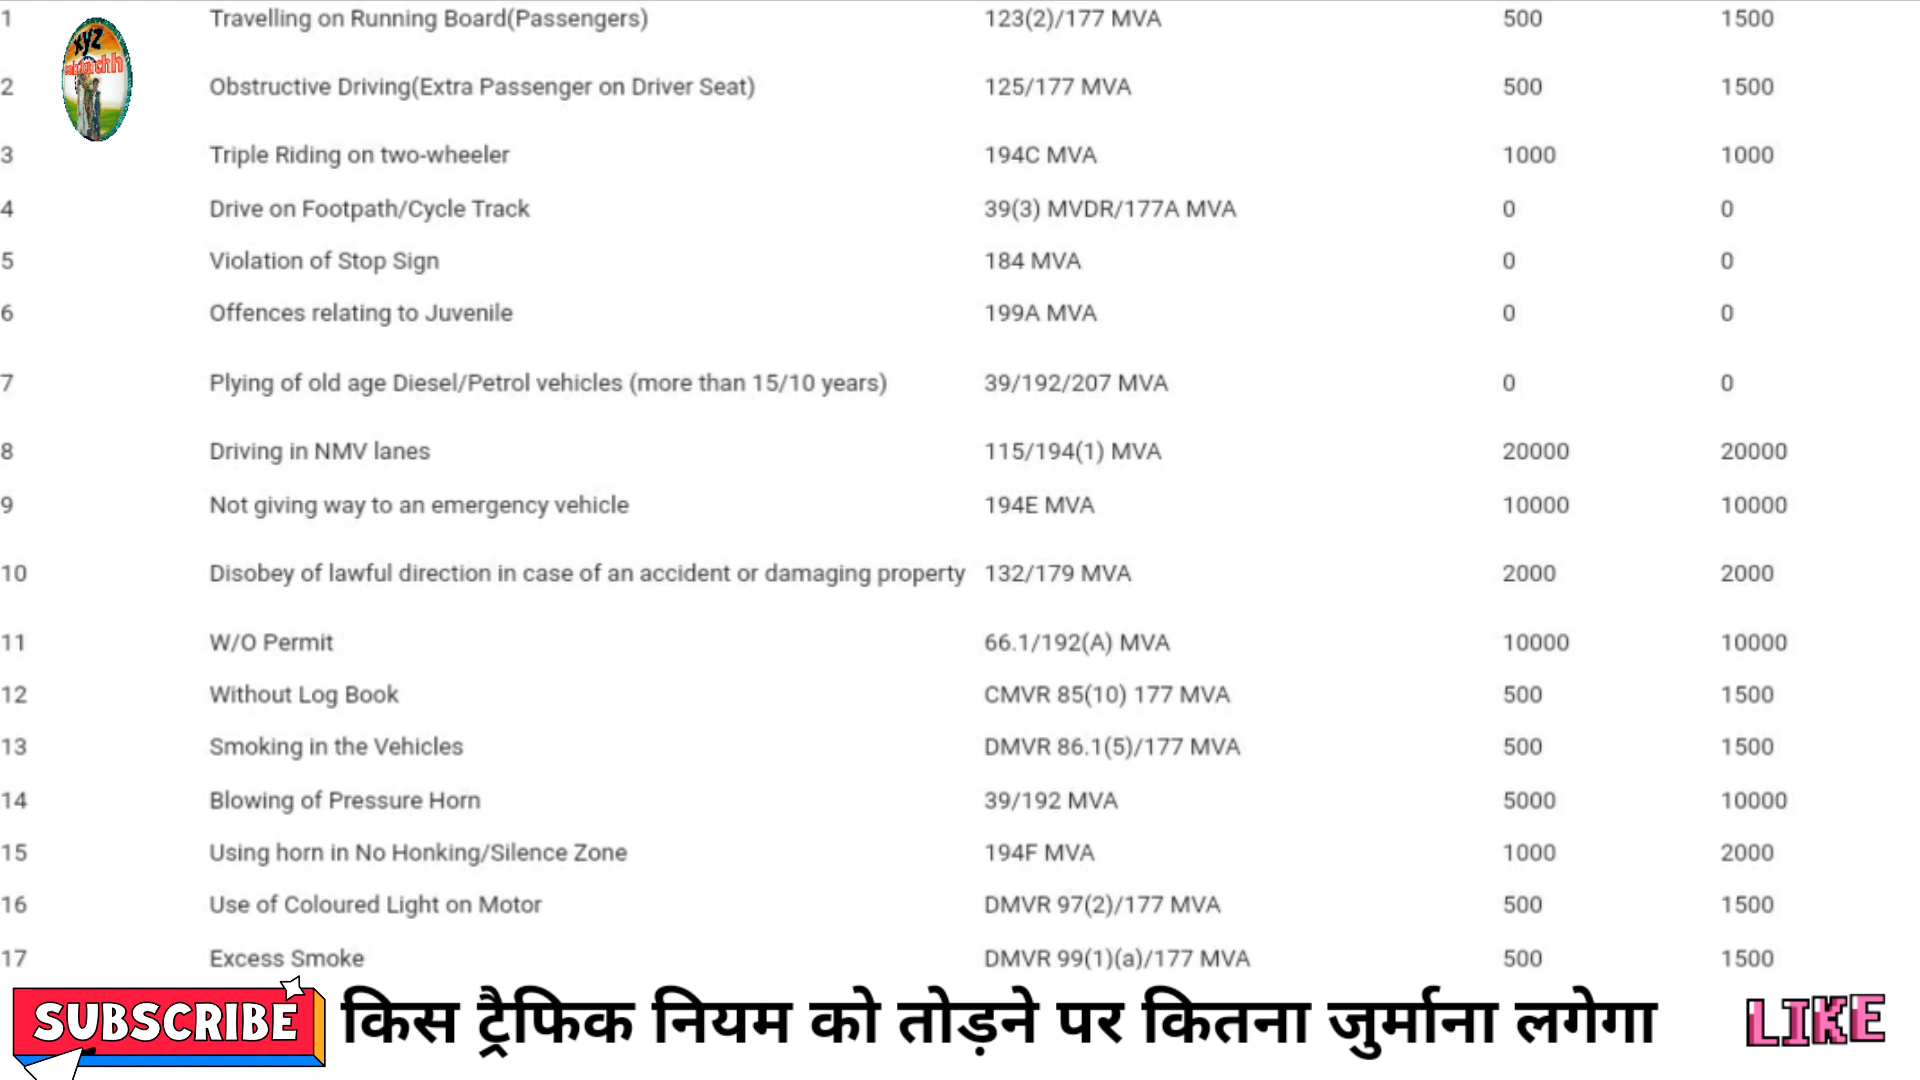 1 Travelling on Running Board(Passengers) 123(2)/177 MVA 500 1500
xyz
2 Obstructive Driving(Extra Passenger on Driver Seat) 125/177 MVA 500 1500
3 Triple Riding on two-wheeler 194C MVA 1000 1000
4 Drive on Footpath/Cycle Track 39(3) MVDR/177A MVA 0 0
5 Violation of Stop Sign 184 MVA 0 0
6 Offences relating to Juvenile 199A MVA 0 0
7 Plying of old age Diesel/Petrol vehicles (more than 15/10 years) 39/192/207 MVA 0 0
8 Driving in NMV lanes 115/194(1) MVA 20000 20000
9 Not giving way to an emergency vehicle 194E MVA 10000 10000
10 Disobey of lawful direction in case of an accident or damaging property 132/179 MVA 2000 2000
11 W/O Permit 66.1/192(A) MVA 10000 10000
12 Without Log Book CMVR 85(10) 177 MVA 500 1500
13 Smoking in the Vehicles DMVR 86.1(5)/177 MVA 500 1500
14 Blowing of Pressure Horn 39/192 MVA 5000 10000
15 Using horn in No Honking/Silence Zone 194F MVA 1000 2000
16 Use of Coloured Light on Motor DMVR 97(2)/177 MVA 500 1500
17 Excess Smoke DMVR 99(1)(a)/177 MVA 500 1500
SUBSCRIBE किस ट्रैफिक नियम को तोड़ने पर कितना जुर्माना लगेगा LIKE